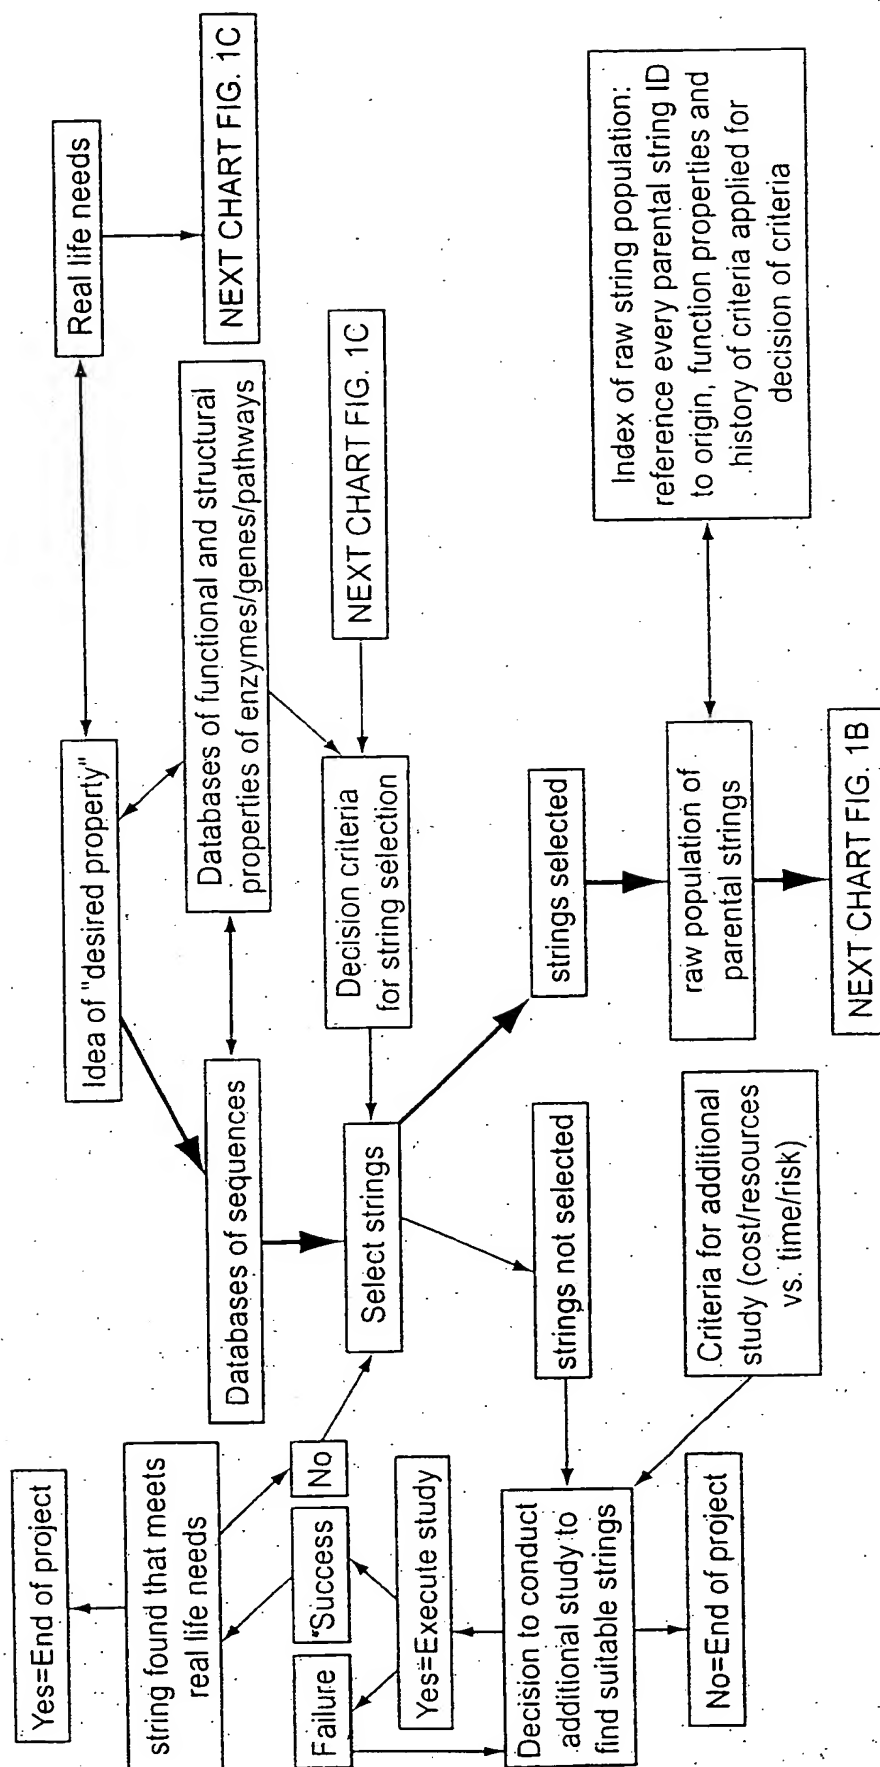 Yes=End of project
string found that meets
real life needs
Failure
"Success
No
Yes=Execute study
Decision to conduct
additional study to
find suitable strings
No=End of project
Idea of "desired property"
Real life needs
NEXT CHART FIG. 1C
Databases of sequences
Databases of functional and structural
properties of enzymes/genes/pathways
Select strings
Decision criteria
for string selection
NEXT CHART FIG. 1C
strings not selected
strings selected
Criteria for additional
study (cost/resources
vs. time/risk)
raw population of
parental strings
Index of raw string population:
reference every parental string ID
to origin, function properties and
history of criteria applied for
decision of criteria
NEXT CHART FIG. 1B